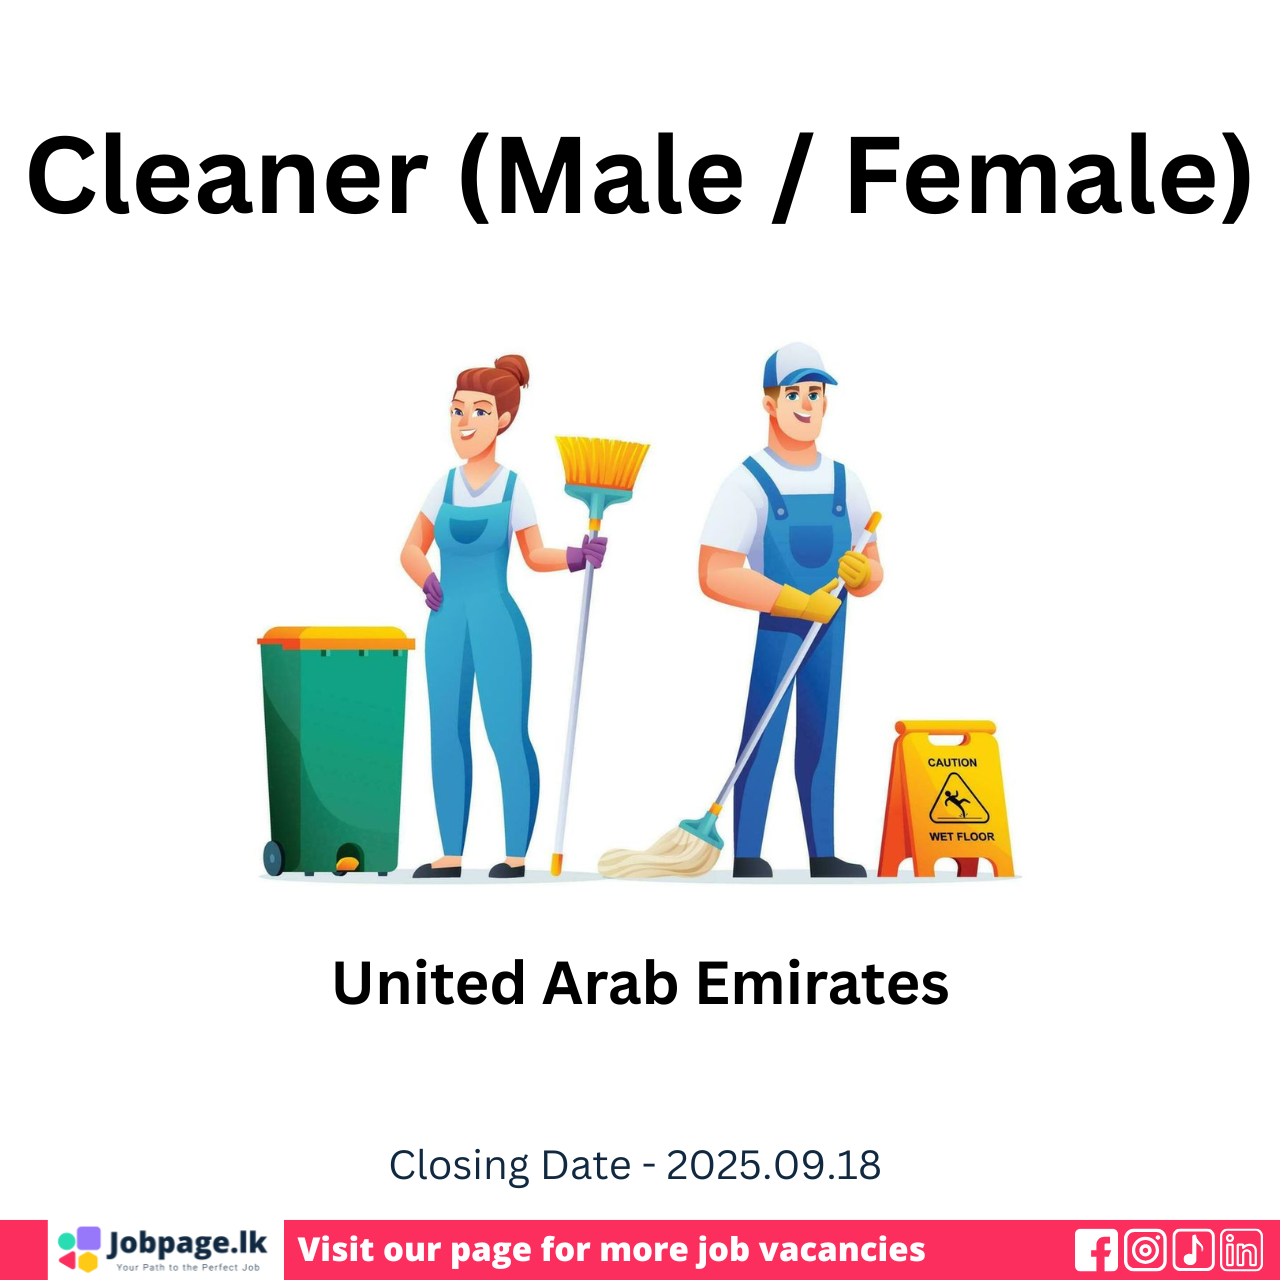 Cleaner (Male / Female)
CAUTION
WET FLOOR
United Arab Emirates
Closing Date - 2025.09.18
Jobpage.lk
Your Path to the Perfect Job
Visit our page for more job vacancies
in